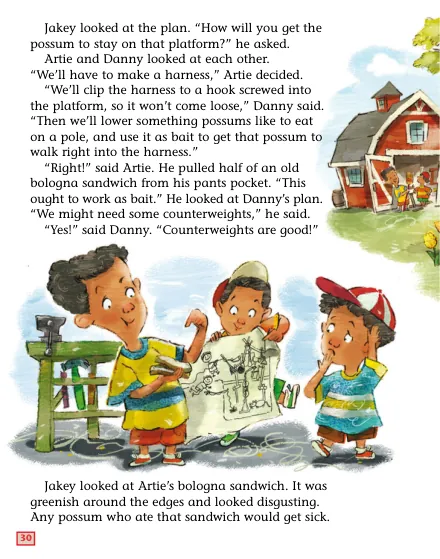 Jakey looked at the plan. “How will you get the
possum to stay on that platform?” he asked.
Artie and Danny looked at each other.
“We’ll have to make a harness,” Artie decided.
“We’ll clip the harness to a hook screwed into
the platform, so it won’t come loose,” Danny said.
“Then we’ll lower something possums like to eat
on a pole, and use it as bait to get that possum to
walk right into the harness.”
“Right!” said Artie. He pulled half of an old
bologna sandwich from his pants pocket. “This
ought to work as bait.” He looked at Danny’s plan.
“We might need some counterweights,” he said.
“Yes!” said Danny. “Counterweights are good!”
Jakey looked at Artie’s bologna sandwich. It was
greenish around the edges and looked disgusting.
Any possum who ate that sandwich would get sick.
30